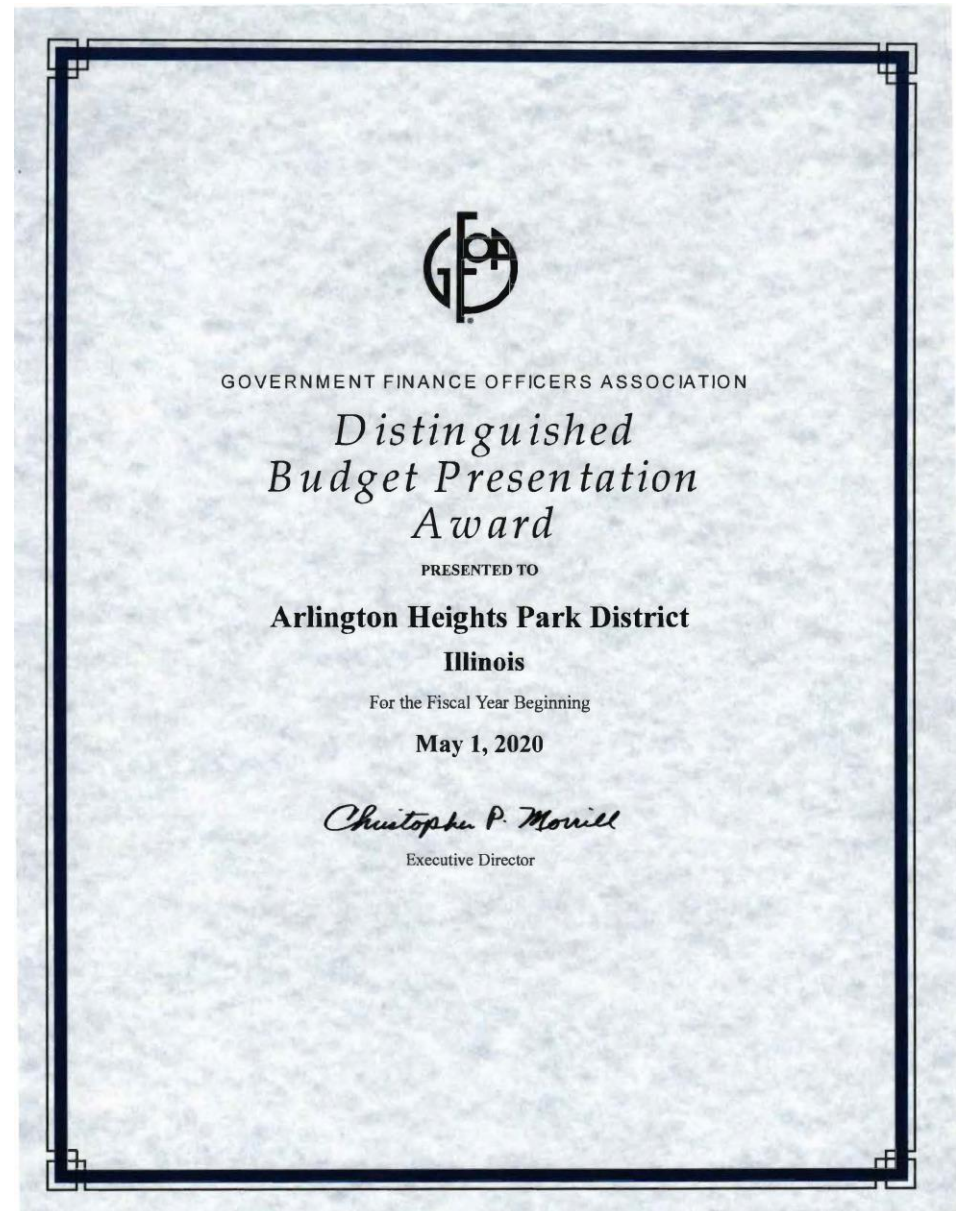 GFOA
GOVERNMENT FINANCE OFFICERS ASSOCIATION
Distinguished
Budget Presentation
Award
PRESENTED TO
Arlington Heights Park District
Illinois
For the Fiscal Year Beginning
May 1, 2020
Christopher P. Morrill
Executive Director